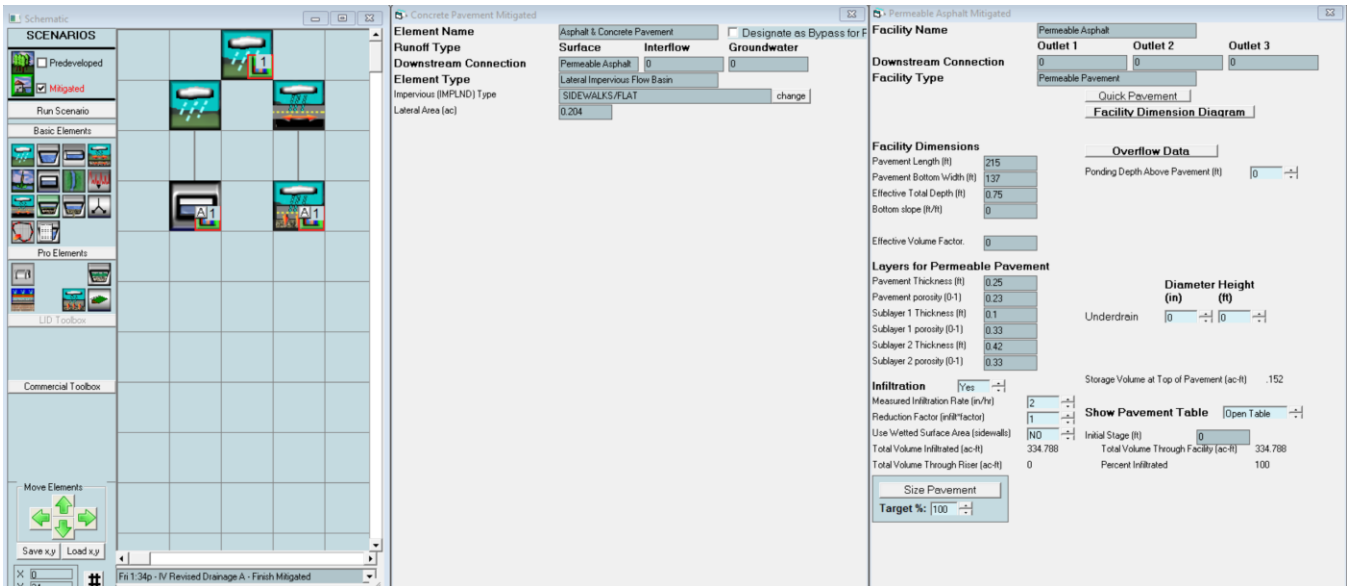 Schematic
SCENARIOS
Predeveloped
Mitigated
Run Scenario
Basic Elements
Pro Elements
LID Toolbox
Commercial Toolbox
Move Elements
Save x,y Load x,y
X 0
#
Fri 1:34p - IV Revised Drainage A - Finish Mitigated
1
A 1
A 1
Concrete Pavement Mitigated
Element Name Asphalt & Concrete Pavement Designate as Bypass for P
Runoff Type Surface Interflow Groundwater
Downstream Connection Permeable Asphalt 0 0
Element Type Lateral Impervious Flow Basin
Impervious (IMPLND) Type SIDEWALKS/FLAT change
Lateral Area (ac) 0.204
Permeable Asphalt Mitigated
Facility Name Permeable Asphalt
Outlet 1 Outlet 2 Outlet 3
Downstream Connection 0 0 0
Facility Type Permeable Pavement
Quick Pavement
Facility Dimension Diagram
Facility Dimensions
Overflow Data
Pavement Length (ft) 215
Ponding Depth Above Pavement (ft) 0
Pavement Bottom Width (ft) 137
Effective Total Depth (ft) 0.75
Bottom slope (ft/ft) 0
Effective Volume Factor. 0
Layers for Permeable Pavement
Pavement Thickness (ft) 0.25
Pavement porosity (0-1) 0.23
Sublayer 1 Thickness (ft) 0.1
Sublayer 1 porosity (0-1) 0.33
Sublayer 2 Thickness (ft) 0.42
Sublayer 2 porosity (0-1) 0.33
Diameter Height
(in) (ft)
Underdrain 0 0
Infiltration Yes
Storage Volume at Top of Pavement (ac-ft) .152
Measured Infiltration Rate (in/hr) 2
Reduction Factor (infilt*factor) 1
Show Pavement Table Open Table
Use Wetted Surface Area (sidewalls) NO
Initial Stage (ft) 0
Total Volume Infiltrated (ac-ft) 334.788
Total Volume Through Facility (ac-ft) 334.788
Total Volume Through Riser (ac-ft) 0
Percent Infiltrated 100
Size Pavement
Target %: 100